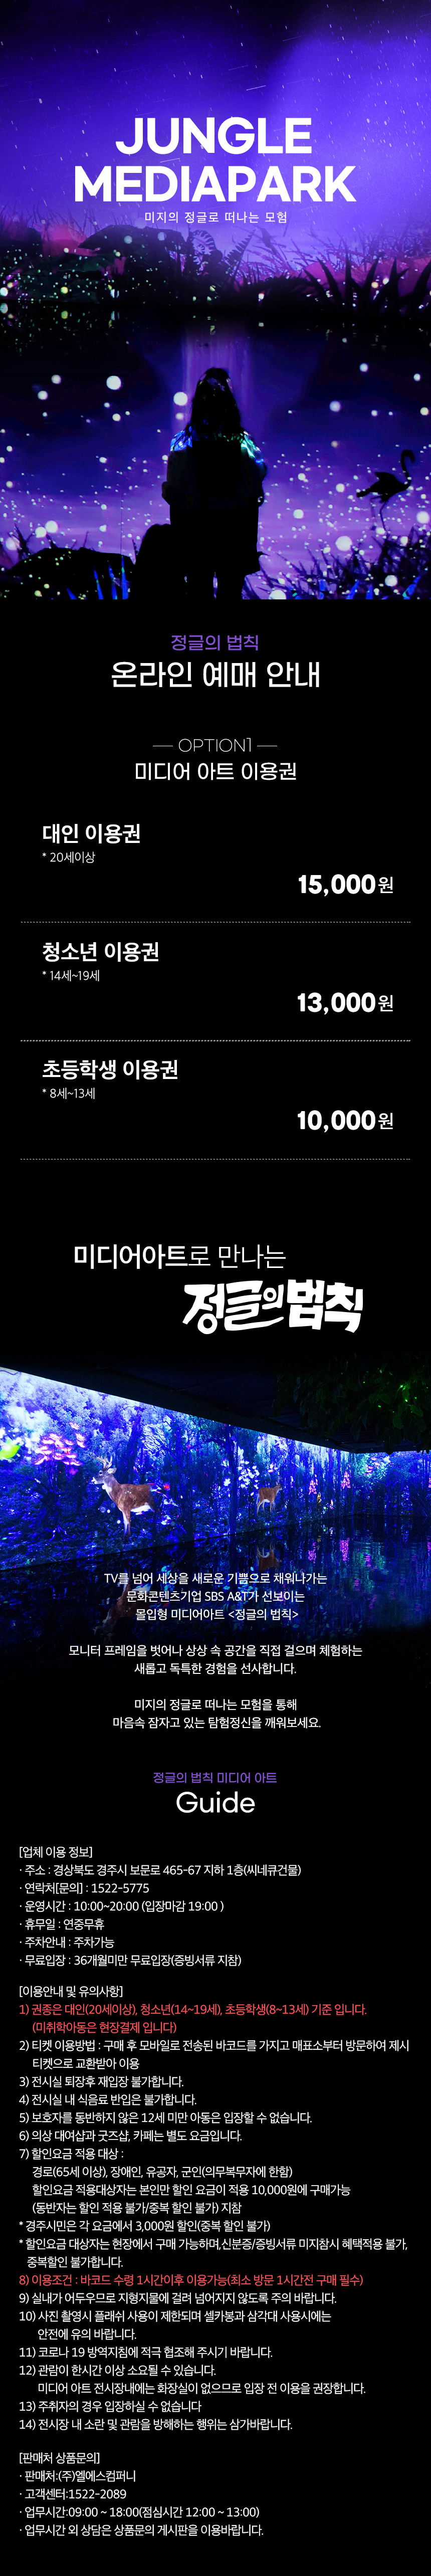 JUNGLE
MEDIAPARK
미지의 정글로 떠나는 모험
정글의 법칙
온라인 예매 안내
OPTION1
미디어 아트 이용권
대인 이용권
* 20세이상
15,000원
청소년 이용권
* 14세~19세
13,000원
초등학생 이용권
* 8세~13세
10,000원
미디어아트로 만나는
정글의법칙
TV를 넘어 세상을 새로운 기쁨으로 채워나가는
문화콘텐츠기업 SBS A&T가 선보이는
몰입형 미디어아트 <정글의 법칙>
모니터 프레임을 벗어나 상상 속 공간을 직접 걸으며 체험하는
새롭고 독특한 경험을 선사합니다.
미지의 정글로 떠나는 모험을 통해
마음속 잠자고 있는 탐험정신을 깨워보세요.
정글의 법칙 미디어 아트
Guide
[업체 이용 정보]
· 주소 : 경상북도 경주시 보문로 465-67 지하 1층(씨네큐건물)
· 연락처[문의] : 1522-5775
· 운영시간 : 10:00~20:00 (입장마감 19:00 )
· 휴무일 : 연중무휴
· 주차안내 : 주차가능
· 무료입장 : 36개월미만 무료입장(증빙서류 지참)
[이용안내 및 유의사항]
1) 권종은 대인(20세이상), 청소년(14~19세), 초등학생(8~13세) 기준 입니다.
(미취학아동은 현장결제 입니다)
2) 티켓 이용방법 : 구매 후 모바일로 전송된 바코드를 가지고 매표소부터 방문하여 제시
티켓으로 교환받아 이용
3) 전시실 퇴장후 재입장 불가합니다.
4) 전시실 내 식음료 반입은 불가합니다.
5) 보호자를 동반하지 않은 12세 미만 아동은 입장할 수 없습니다.
6) 의상 대여샵과 굿즈샵, 카페는 별도 요금입니다.
7) 할인요금 적용 대상 :
경로(65세 이상), 장애인, 유공자, 군인(의무복무자에 한함)
할인요금 적용대상자는 본인만 할인 요금이 적용 10,000원에 구매가능
(동반자는 할인 적용 불가/중복 할인 불가) 지참
* 경주시민은 각 요금에서 3,000원 할인(중복 할인 불가)
* 할인요금 대상자는 현장에서 구매 가능하며,신분증/증빙서류 미지참시 혜택적용 불가,
중복할인 불가합니다.
8) 이용조건 : 바코드 수령 1시간이후 이용가능(최소 방문 1시간전 구매 필수)
9) 실내가 어두우므로 지형지물에 걸려 넘어지지 않도록 주의 바랍니다.
10) 사진 촬영시 플래쉬 사용이 제한되며 셀카봉과 삼각대 사용시에는
안전에 유의 바랍니다.
11) 코로나 19 방역지침에 적극 협조해 주시기 바랍니다.
12) 관람이 한시간 이상 소요될 수 있습니다.
미디어 아트 전시장내에는 화장실이 없으므로 입장 전 이용을 권장합니다.
13) 주취자의 경우 입장하실 수 없습니다
14) 전시장 내 소란 및 관람을 방해하는 행위는 삼가바랍니다.
[판매처 상품문의]
· 판매처:(주)엘에스컴퍼니
· 고객센터:1522-2089
· 업무시간:09:00 ~ 18:00(점심시간 12:00 ~ 13:00)
· 업무시간 외 상담은 상품문의 게시판을 이용바랍니다.